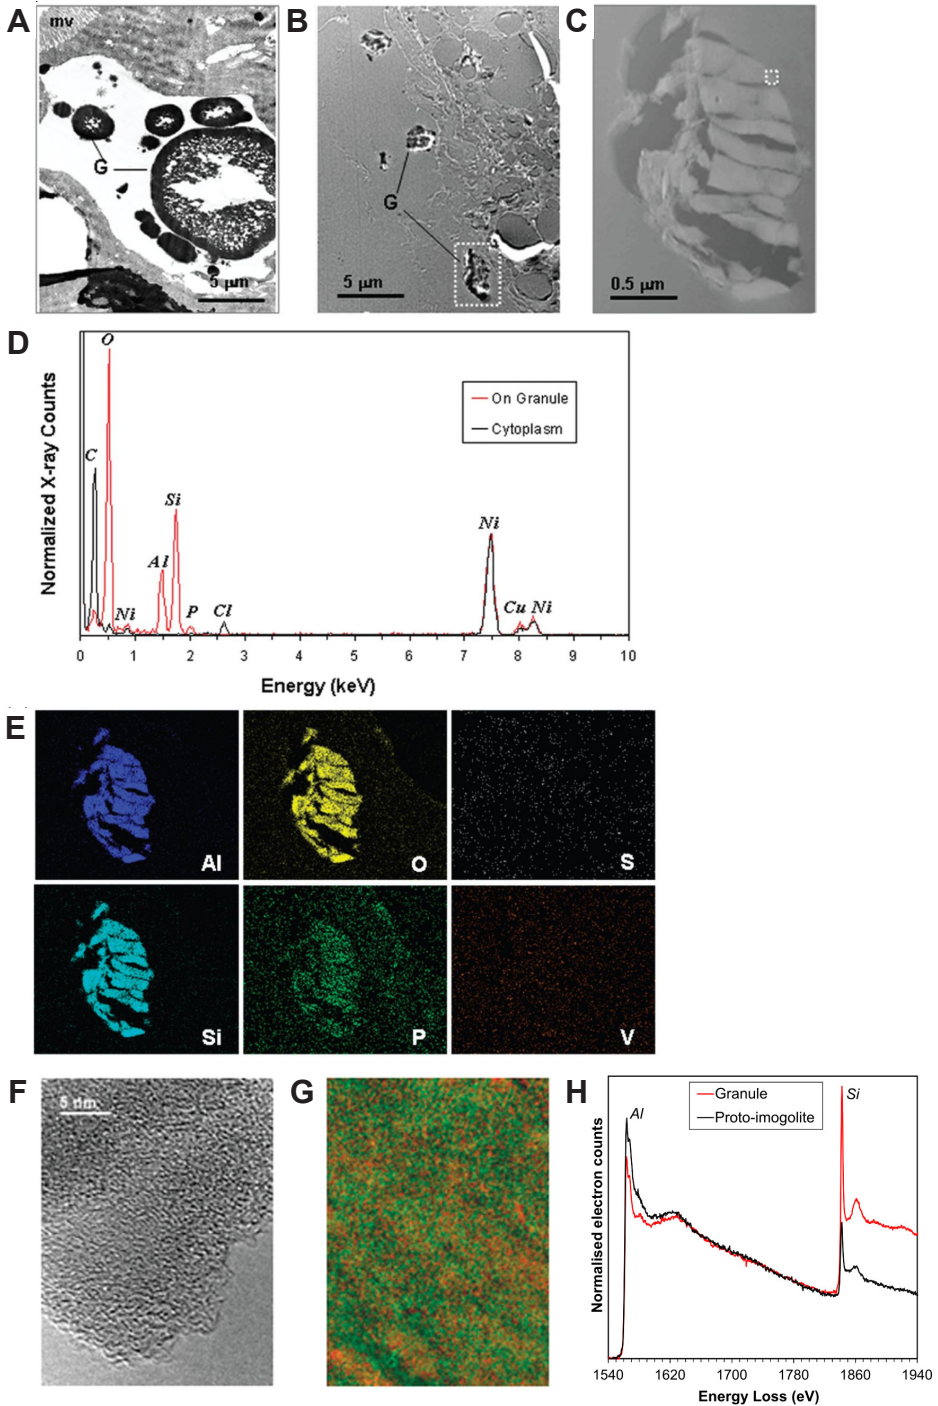 A
mv
G
5 µm
B
G
5 µm
C
0.5 µm
D
Normalized X-ray Counts
O
C
Si
Al
Ni
P
Cl
Ni
Cu
Ni
On Granule
Cytoplasm
0 1 2 3 4 5 6 7 8 9 10
Energy (keV)
E
Al
O
S
Si
P
V
F
5 nm
G
H
Normalised electron counts
Al
Si
Granule
Proto-imogolite
1540 1620 1700 1780 1860 1940
Energy Loss (eV)